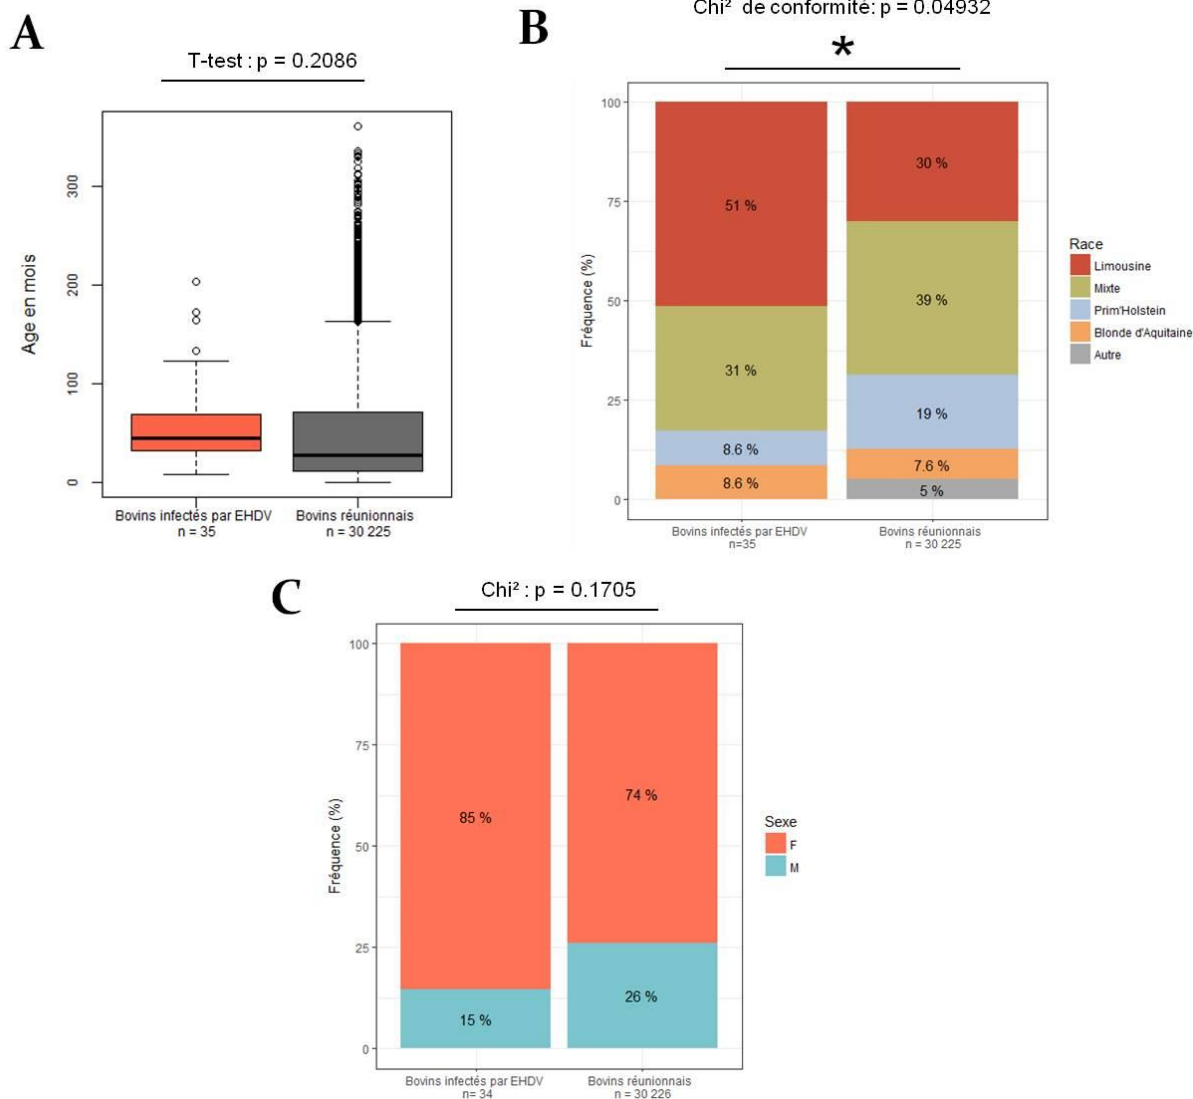 A
T-test : p = 0.2086
Age en mois
300
200
100
0
Bovins infectés par EHDV
n = 35
Bovins réunionnais
n = 30 225
B
Chi² de conformité: p = 0.04932
*
Fréquence (%)
100
75
50
25
0
51 %
31 %
8.6 %
8.6 %
30 %
39 %
19 %
7.6 %
5 %
Bovins infectés par EHDV
n=35
Bovins réunionnais
n = 30 225
Race
Limousine
Mixte
Prim'Holstein
Blonde d'Aquitaine
Autre
C
Chi² : p = 0.1705
Fréquence (%)
100
75
50
25
0
85 %
15 %
74 %
26 %
Bovins infectés par EHDV
n= 34
Bovins réunionnais
n = 30 226
Sexe
F
M